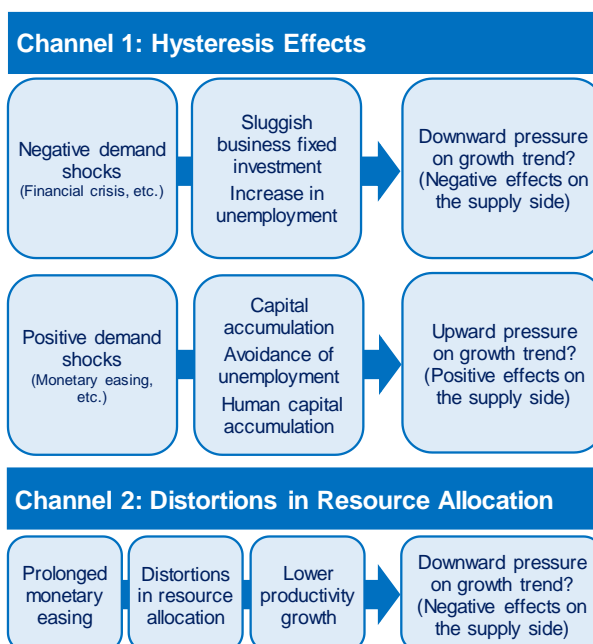 Channel 1: Hysteresis Effects
Negative demand
shocks
(Financial crisis, etc.)
Sluggish
business fixed
investment
Increase in
unemployment
Downward pressure
on growth trend?
(Negative effects on
the supply side)
Positive demand
shocks
(Monetary easing,
etc.)
Capital
accumulation
Avoidance of
unemployment
Human capital
accumulation
Upward pressure
on growth trend?
(Positive effects on
the supply side)
Channel 2: Distortions in Resource Allocation
Prolonged
monetary
easing
Distortions
in resource
allocation
Lower
productivity
growth
Downward pressure
on growth trend?
(Negative effects on
the supply side)